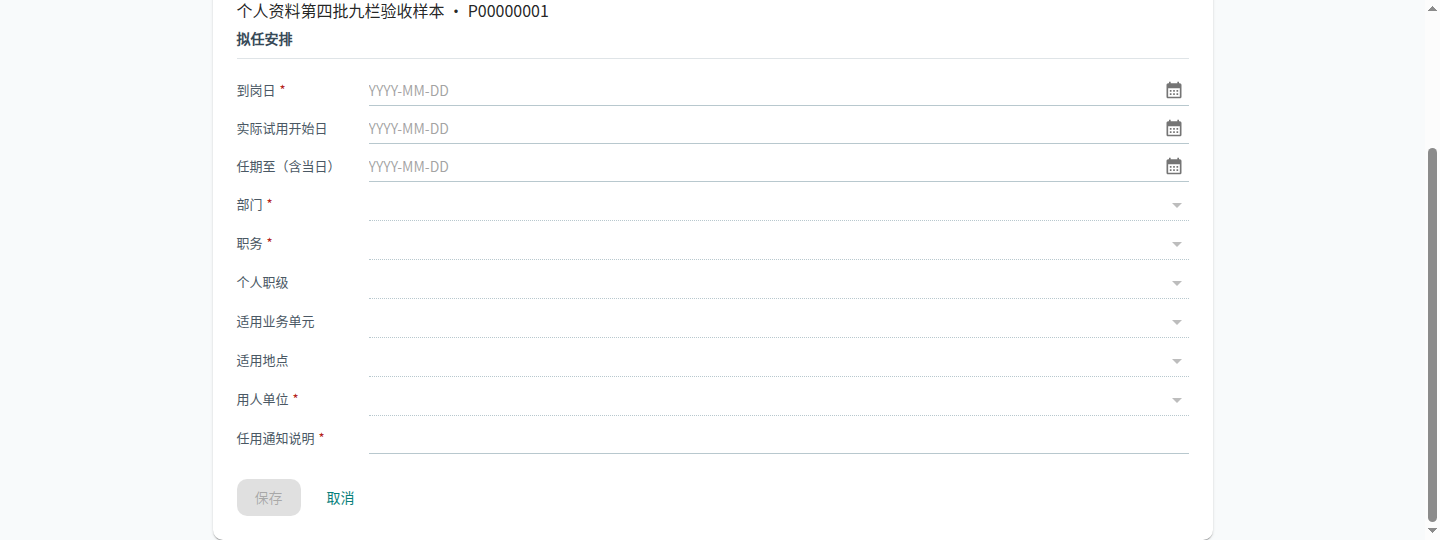 个人资料第四批九栏验收样本 • P00000001
拟任安排
到岗日 *
YYYY-MM-DD
实际试用开始日
YYYY-MM-DD
任期至（含当日）
YYYY-MM-DD
部门 *
职务 *
个人职级
适用业务单元
适用地点
用人单位 *
任用通知说明 *
保存 取消